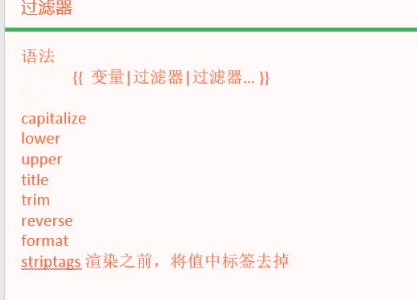 过滤器
语法
{{ 变量|过滤器|过滤器... }}
capitalize
lower
upper
title
trim
reverse
format
striptags 渲染之前，将值中标签去掉